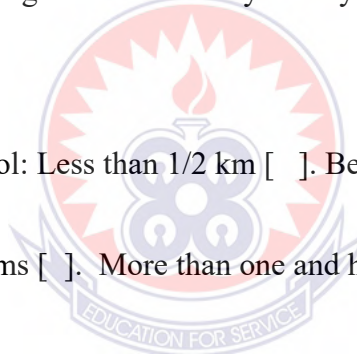 ol: Less than 1/2 km [   ]. Be
ms [  ].  More than one and h
EDUCATION FOR SERVICE